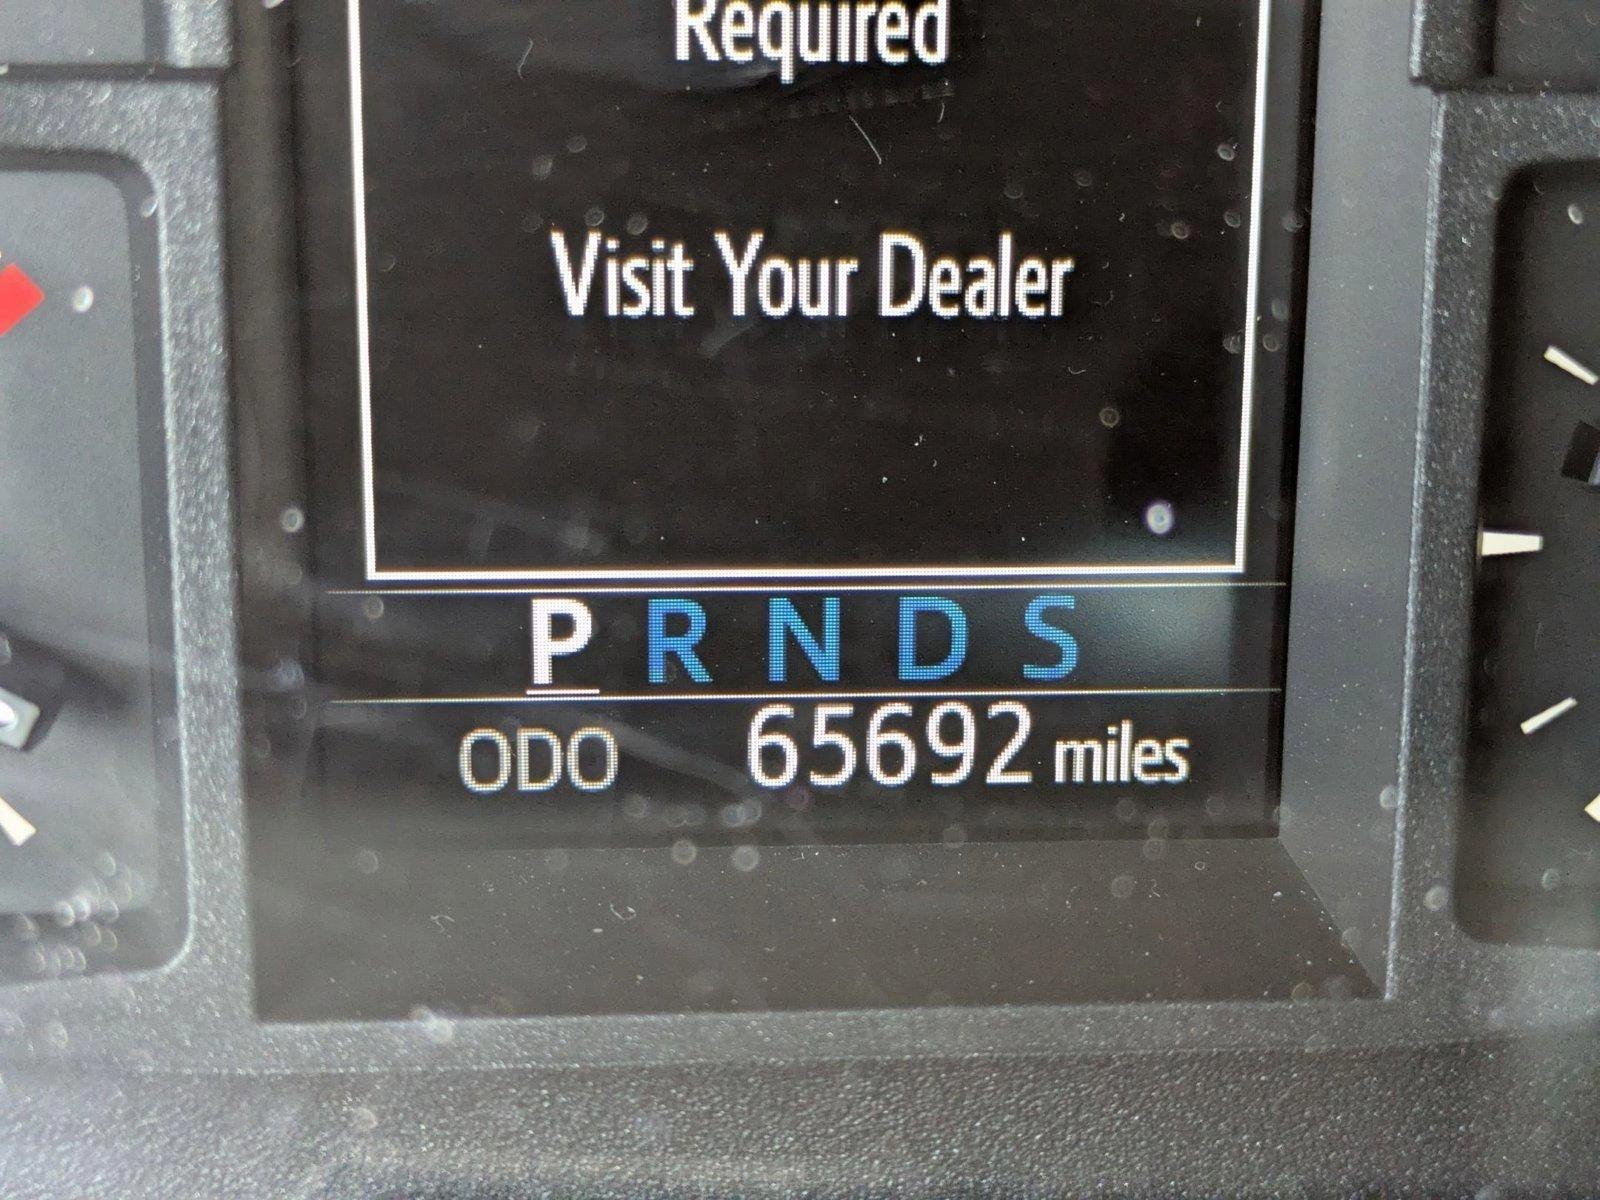 Required
Visit Your Dealer
P R N D S
ODO 65692 miles